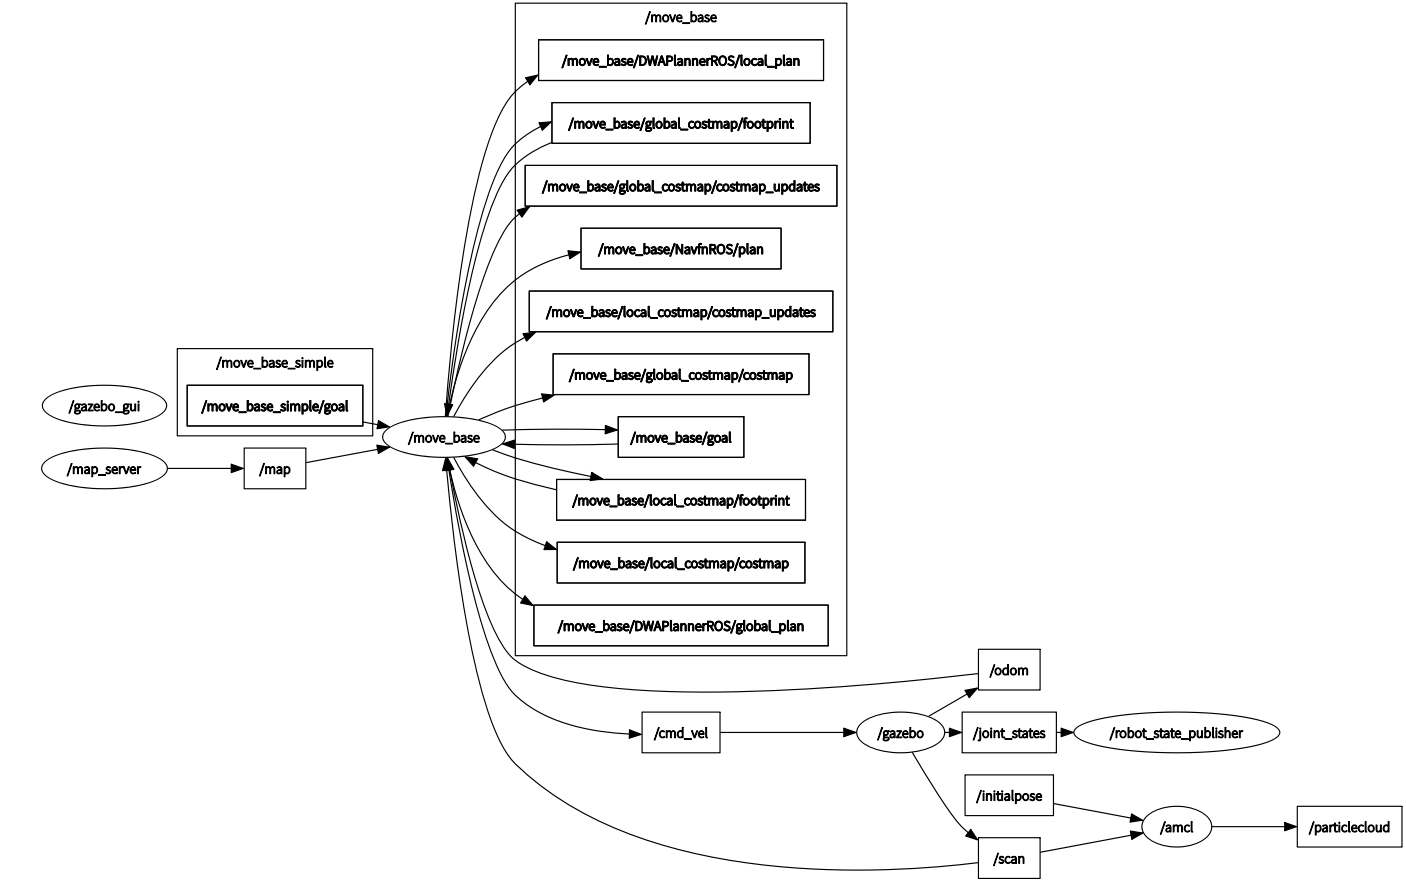 /move_base
/move_base/DWAPlannerROS/local_plan
/move_base/global_costmap/footprint
/move_base/global_costmap/costmap_updates
/move_base/NavfnROS/plan
/move_base/local_costmap/costmap_updates
/move_base_simple
/move_base/global_costmap/costmap
/gazebo_gui
/move_base_simple/goal
/move_base
/move_base/goal
/map_server
/map
/move_base/local_costmap/footprint
/move_base/local_costmap/costmap
/move_base/DWAPlannerROS/global_plan
/odom
/cmd_vel
/gazebo
/joint_states
/robot_state_publisher
/initialpose
/amcl
/particlecloud
/scan